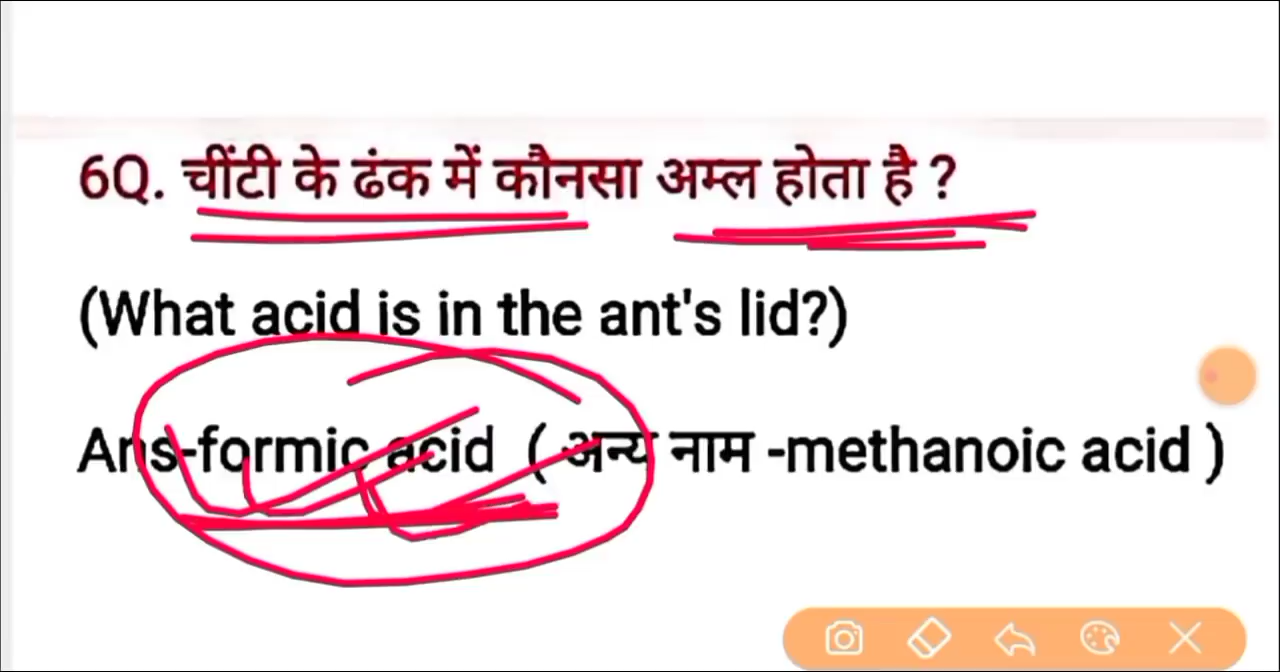 6Q. चींटी के ढंक में कौनसा अम्ल होता है ?
(What acid is in the ant's lid?)
Ans-formic acid ( अन्य नाम -methanoic acid )